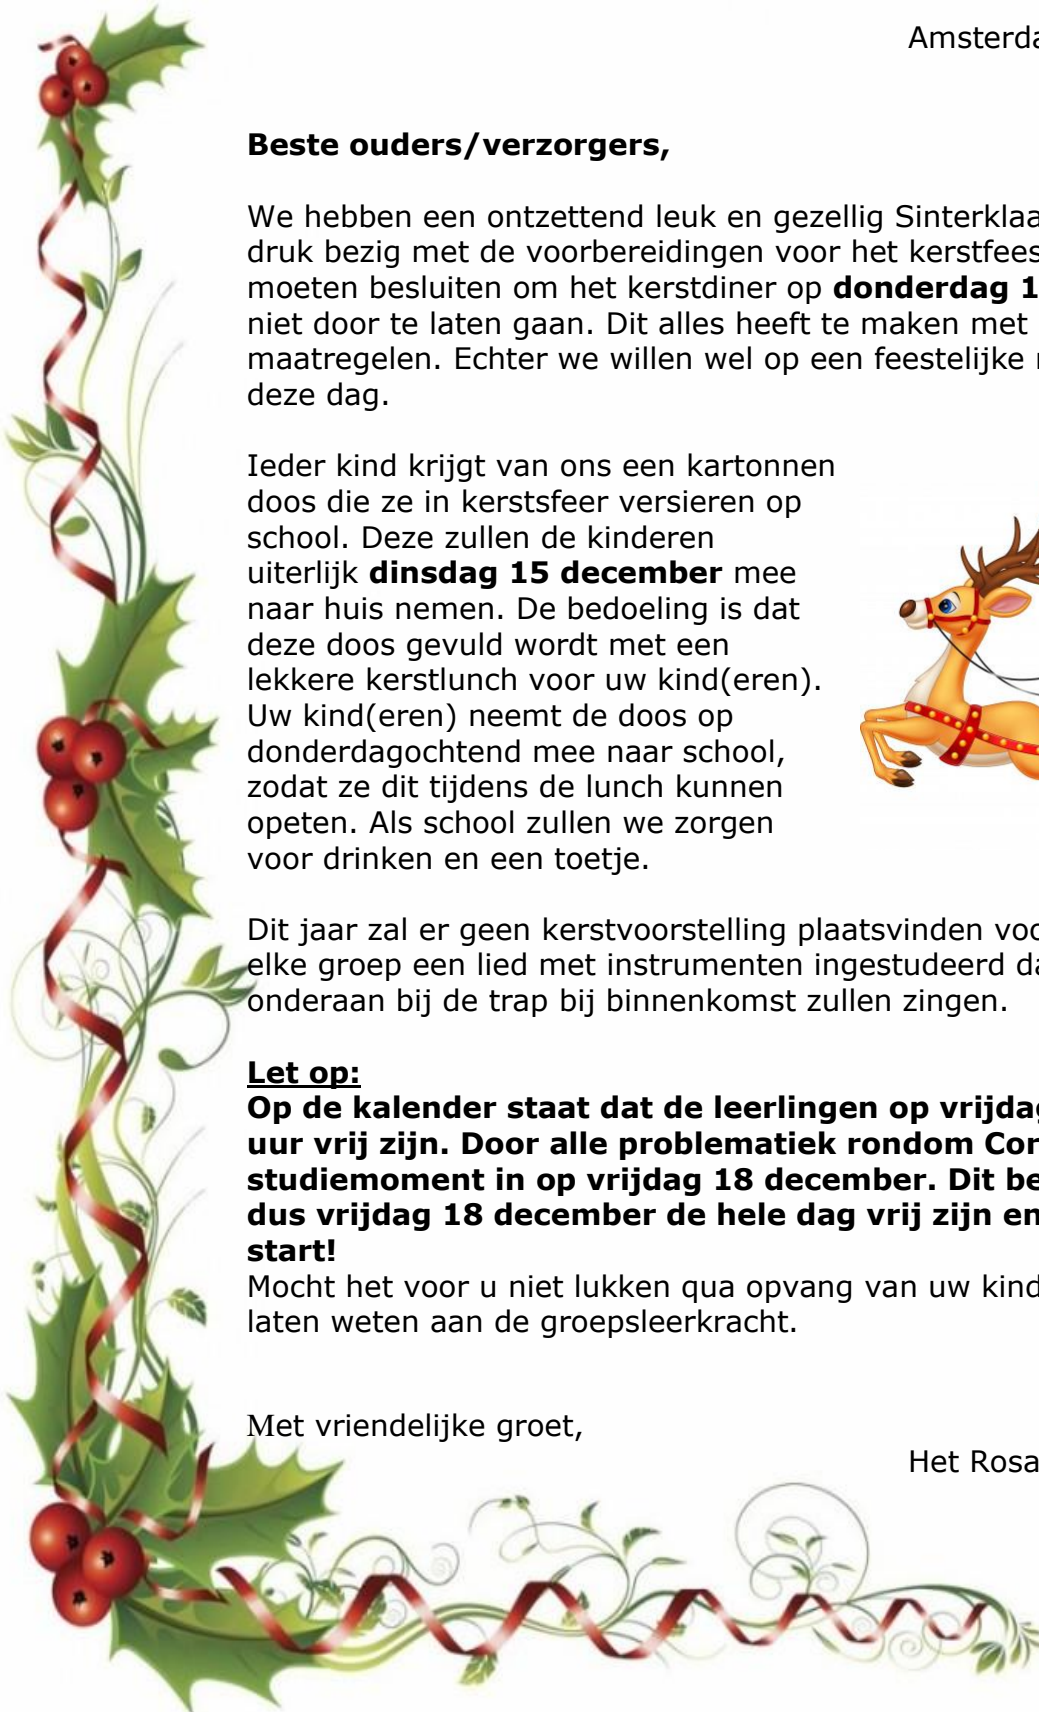 Amsterda
Beste ouders/verzorgers,
We hebben een ontzettend leuk en gezellig Sinterklaa
druk bezig met de voorbereidingen voor het kerstfees
moeten besluiten om het kerstdiner op donderdag 1
niet door te laten gaan. Dit alles heeft te maken met
maatregelen. Echter we willen wel op een feestelijke
deze dag.
Ieder kind krijgt van ons een kartonnen
doos die ze in kerstsfeer versieren op
school. Deze zullen de kinderen
uiterlijk dinsdag 15 december mee
naar huis nemen. De bedoeling is dat
deze doos gevuld wordt met een
lekkere kerstlunch voor uw kind(eren).
Uw kind(eren) neemt de doos op
donderdagochtend mee naar school,
zodat ze dit tijdens de lunch kunnen
opeten. Als school zullen we zorgen
voor drinken en een toetje.
Dit jaar zal er geen kerstvoorstelling plaatsvinden voo
elke groep een lied met instrumenten ingestudeerd da
onderaan bij de trap bij binnenkomst zullen zingen.
Let op:
Op de kalender staat dat de leerlingen op vrijdag
uur vrij zijn. Door alle problematiek rondom Cor
studiemoment in op vrijdag 18 december. Dit be
dus vrijdag 18 december de hele dag vrij zijn en
start!
Mocht het voor u niet lukken qua opvang van uw kind
laten weten aan de groepsleerkracht.
Met vriendelijke groet,
Het Rosa